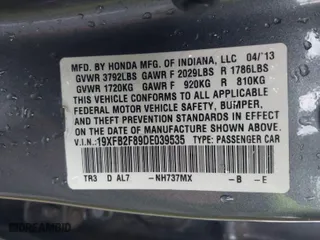 MFD. BY HONDA MFG. OF INDIANA, LLC 04/13
GVWR 3792LBS GAWR F 2029LBS R 1786LBS
GVWR 1720KG GAWR F 920KG R 810KG
THIS VEHICLE CONFORMS TO ALL APPLICABLE
FEDERAL MOTOR VEHICLE SAFETY, BUMPER,
AND THEFT PREVENTION STANDARDS IN
EFFECT ON THE DATE OF MANUFACTURE
SHOWN ABOVE.
V.I.N.: 19XFB2F89DE039535 TYPE: PASSENGER CAR
TR3 D AL7 -NH737MX -B -E